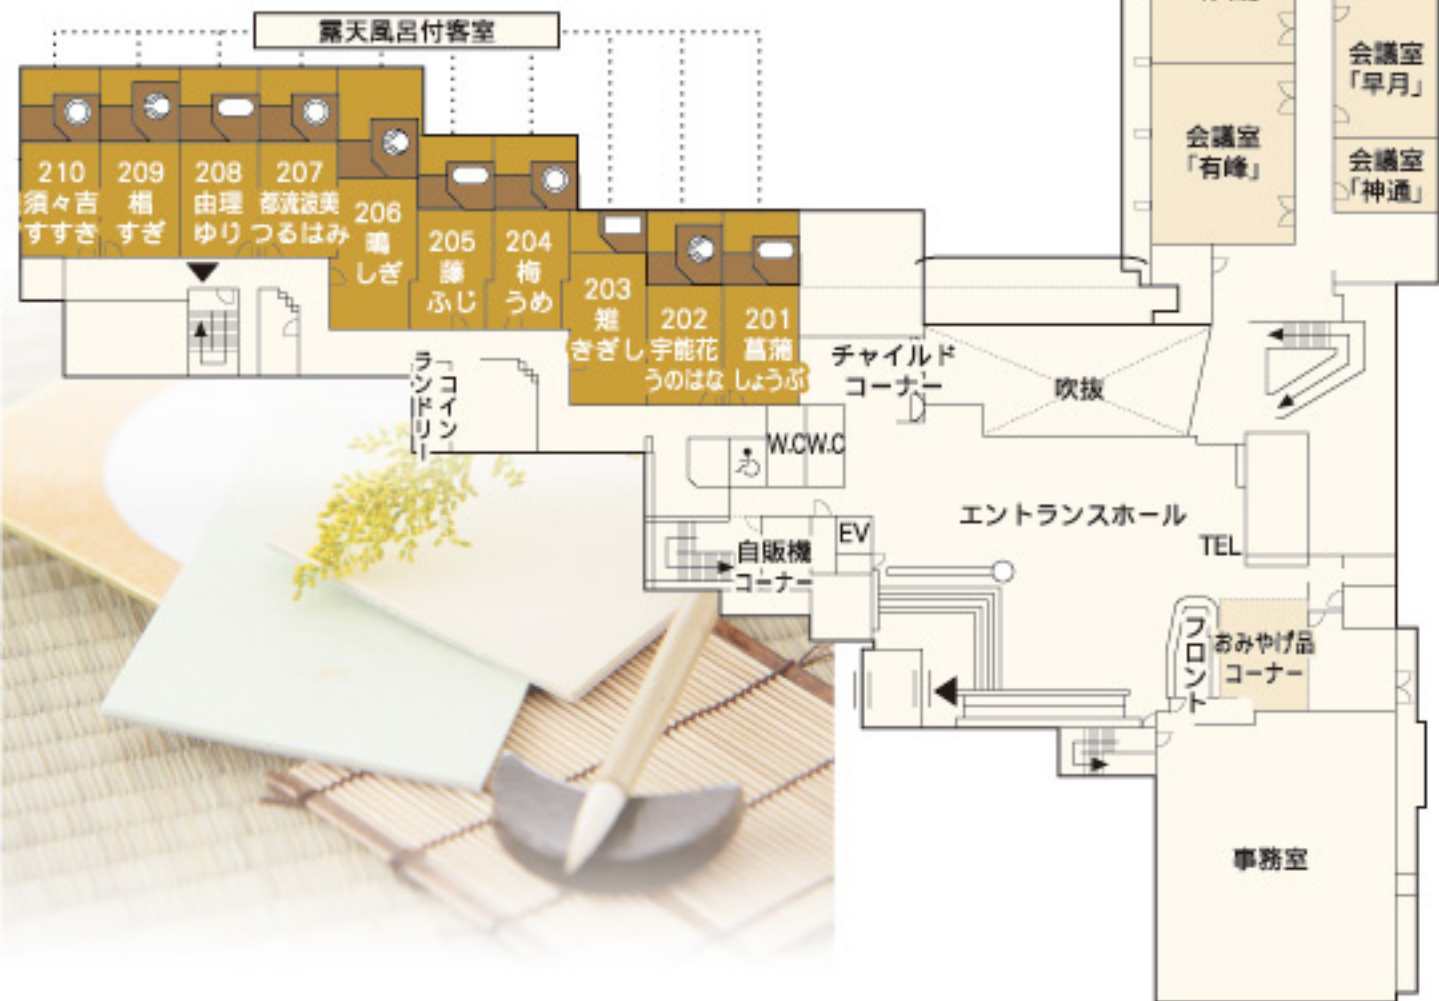 露天風呂付客室
会議室
「早月」
会議室
「有峰」
会議室
「神通」
210
須々吉
すすき
209
椙
すぎ
208
由理
ゆり
207
都流波美
つるはみ
206
鴫
しぎ
205
藤
ふじ
204
梅
うめ
203
雉
きぎし
202
宇能花
うのはな
201
菖蒲
しょうぶ
チャイルド
コーナー
吹抜
コイン
ランドリー
W.C
W.C
エントランスホール
TEL
EV
自販機
コーナー
フロント
おみやげ品
コーナー
事務室